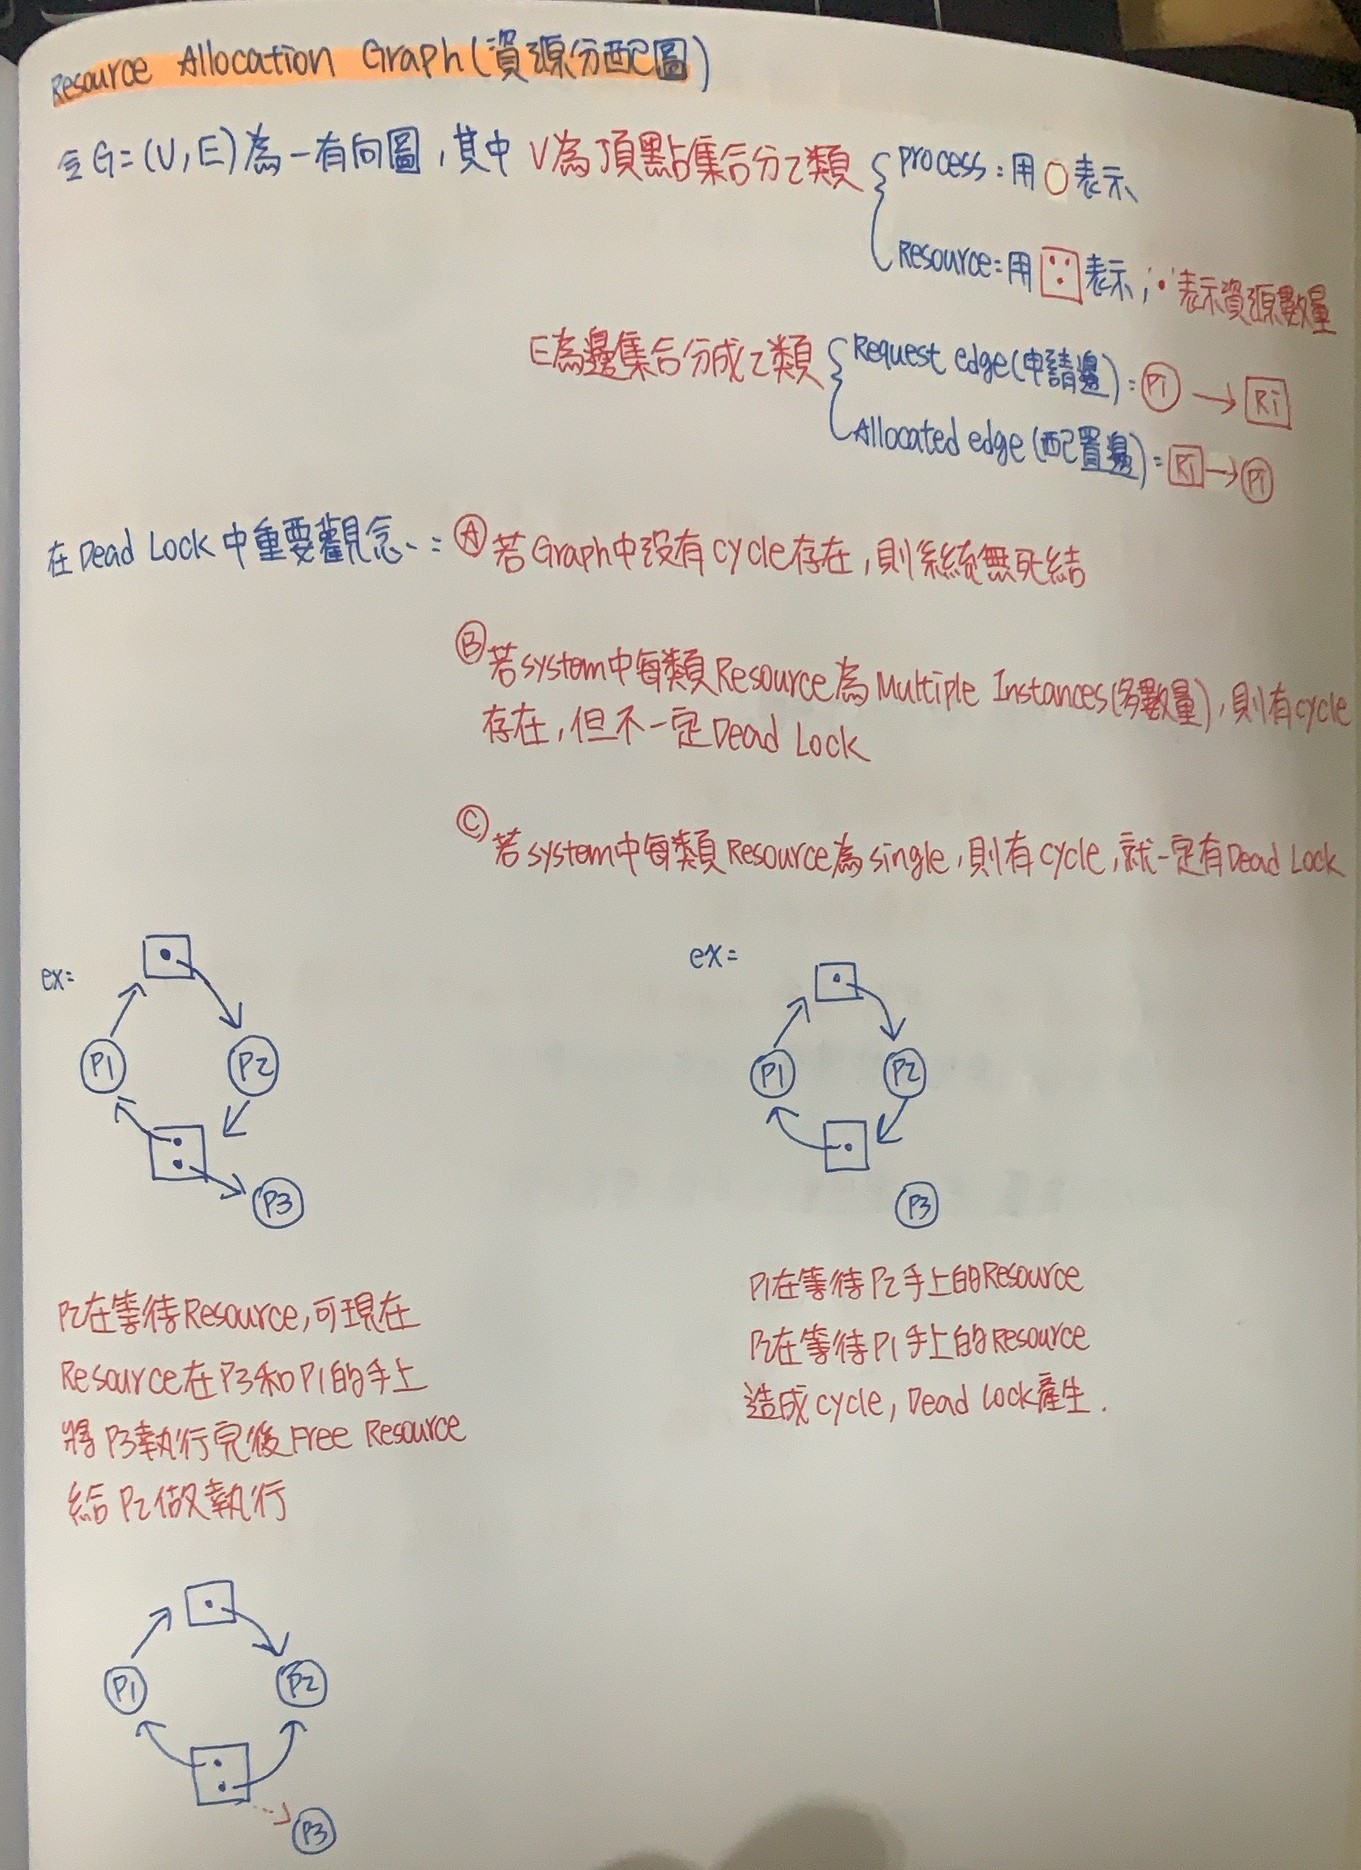 Resource Allocation Graph(資源分配圖)
令G=(V,E)為一有向圖,其中 V為頂點集合分2類
process:用○表示
Resource:用表示,'•'表示資源數量
E為邊集合分成2類
Request edge(申請邊):Pi→Ri
Allocated edge(配置邊):Ri→Pi
在Dead Lock中重要觀念:
Ⓐ若Graph中沒有cycle存在,則系統無死結
Ⓑ若system中每類Resource為Multiple Instances(多數量),則有cycle
存在,但不一定Dead Lock
Ⓒ若system中每類Resource為single,則有cycle,就一定有Dead Lock
ex:
P1
P2
P3
P2在等待Resource,可現在
Resource在P3和P1的手上
將P3執行完後Free Resource
給P2做執行
P1
P2
P3
ex:
P1
P2
P3
P1在等待P2手上的Resource
P2在等待P1手上的Resource
造成cycle,Dead Lock產生.